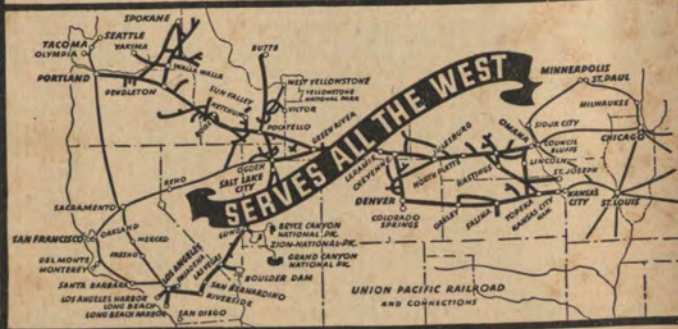 SPOKANE
SEATTLE
TACOMA
OLYMPIA
YAKIMA
WALLA WALLA
PORTLAND
PENDLETON
BUTTE
WEST YELLOWSTONE
YELLOWSTONE
NATIONAL PARK
SUN VALLEY
KETCHUM
VICTOR
BOISE
POCATELLO
GREEN RIVER
SERVES ALL THE WEST
MINNEAPOLIS
ST. PAUL
MILWAUKEE
SIOUX CITY
CHICAGO
OMAHA
COUNCIL
BLUFFS
LINCOLN
ST. JOSEPH
KANSAS
CITY
ST. LOUIS
LARAMIE
CHEYENNE
NORTH PLATTE
HASTINGS
DENVER
COLORADO
SPRINGS
OAKLEY
SALINA
TOPEKA
KANSAS CITY
KAN.
RENO
OGDEN
SALT LAKE
CITY
SACRAMENTO
SAN FRANCISCO
OAKLAND
MERCED
FRESNO
DEL MONTE
MONTEREY
SANTA BARBARA
LOS ANGELES
PASADENA
LAS VEGAS
LUND
BRYCE CANYON
NATIONAL PK.
ZION-NATIONAL-PK.
GRAND CANYON
NATIONAL PK.
BOULDER DAM
SAN BERNARDINO
RIVERSIDE
LOS ANGELES HARBOR
LONG BEACH
LONG BEACH HARBOR
SAN DIEGO
UNION PACIFIC RAILROAD
AND CONNECTIONS